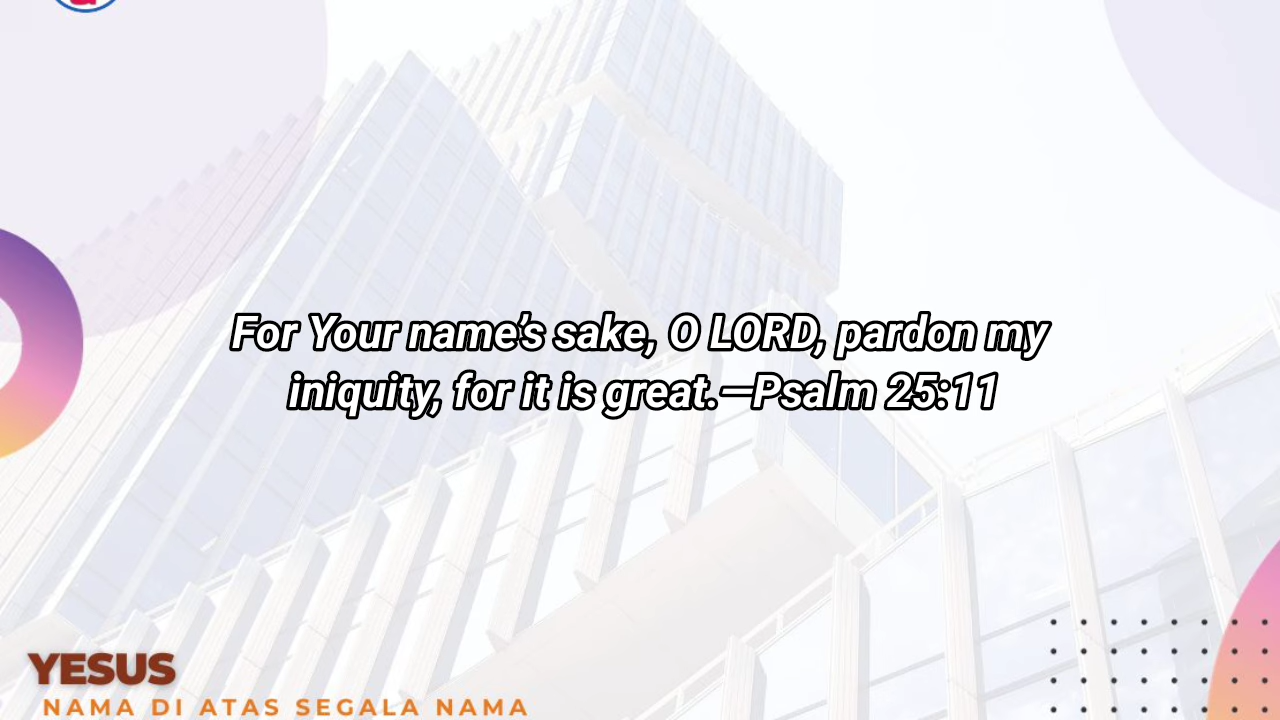 For Your name's sake, O LORD, pardon my
iniquity, for it is great.—Psalm 25:11
YESUS
NAMA DI ATAS SEGALA NAMA